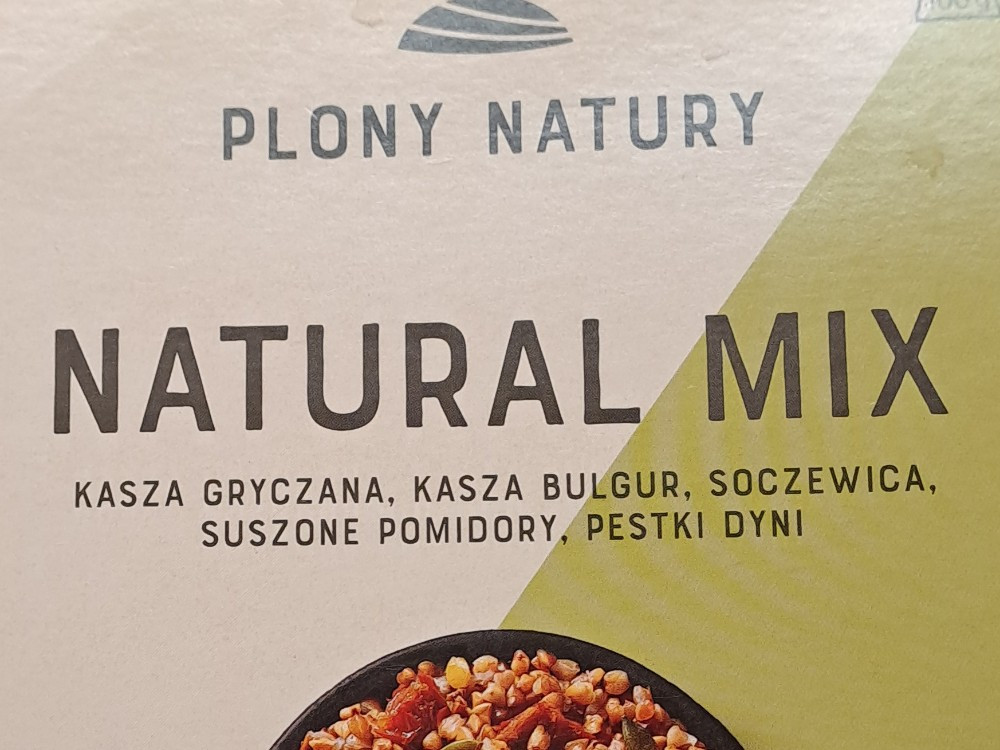 PLONY NATURY
NATURAL MIX
KASZA GRYCZANA, KASZA BULGUR, SOCZEWICA,
SUSZONE POMIDORY, PESTKI DYNI